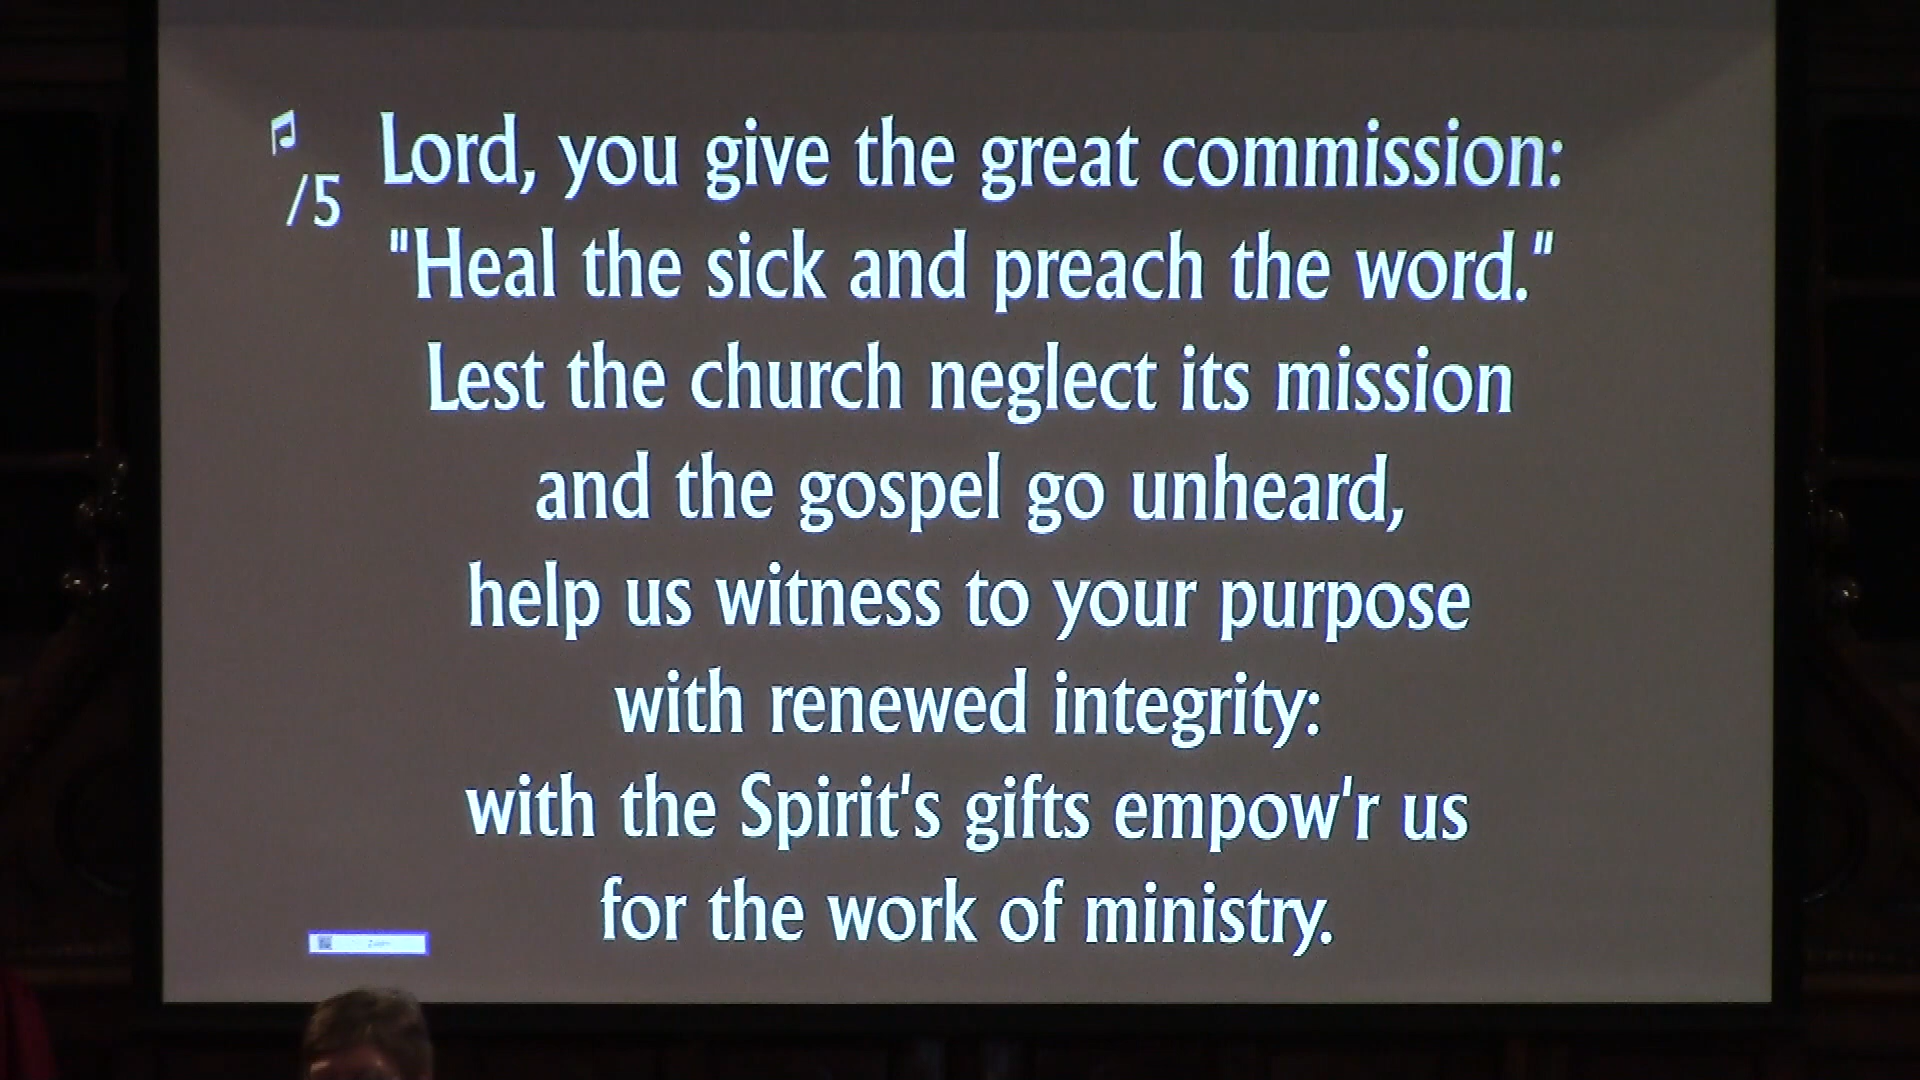 /5
Lord, you give the great commission:
"Heal the sick and preach the word."
Lest the church neglect its mission
and the gospel go unheard,
help us witness to your purpose
with renewed integrity:
with the Spirit's gifts empow'r us
for the work of ministry.